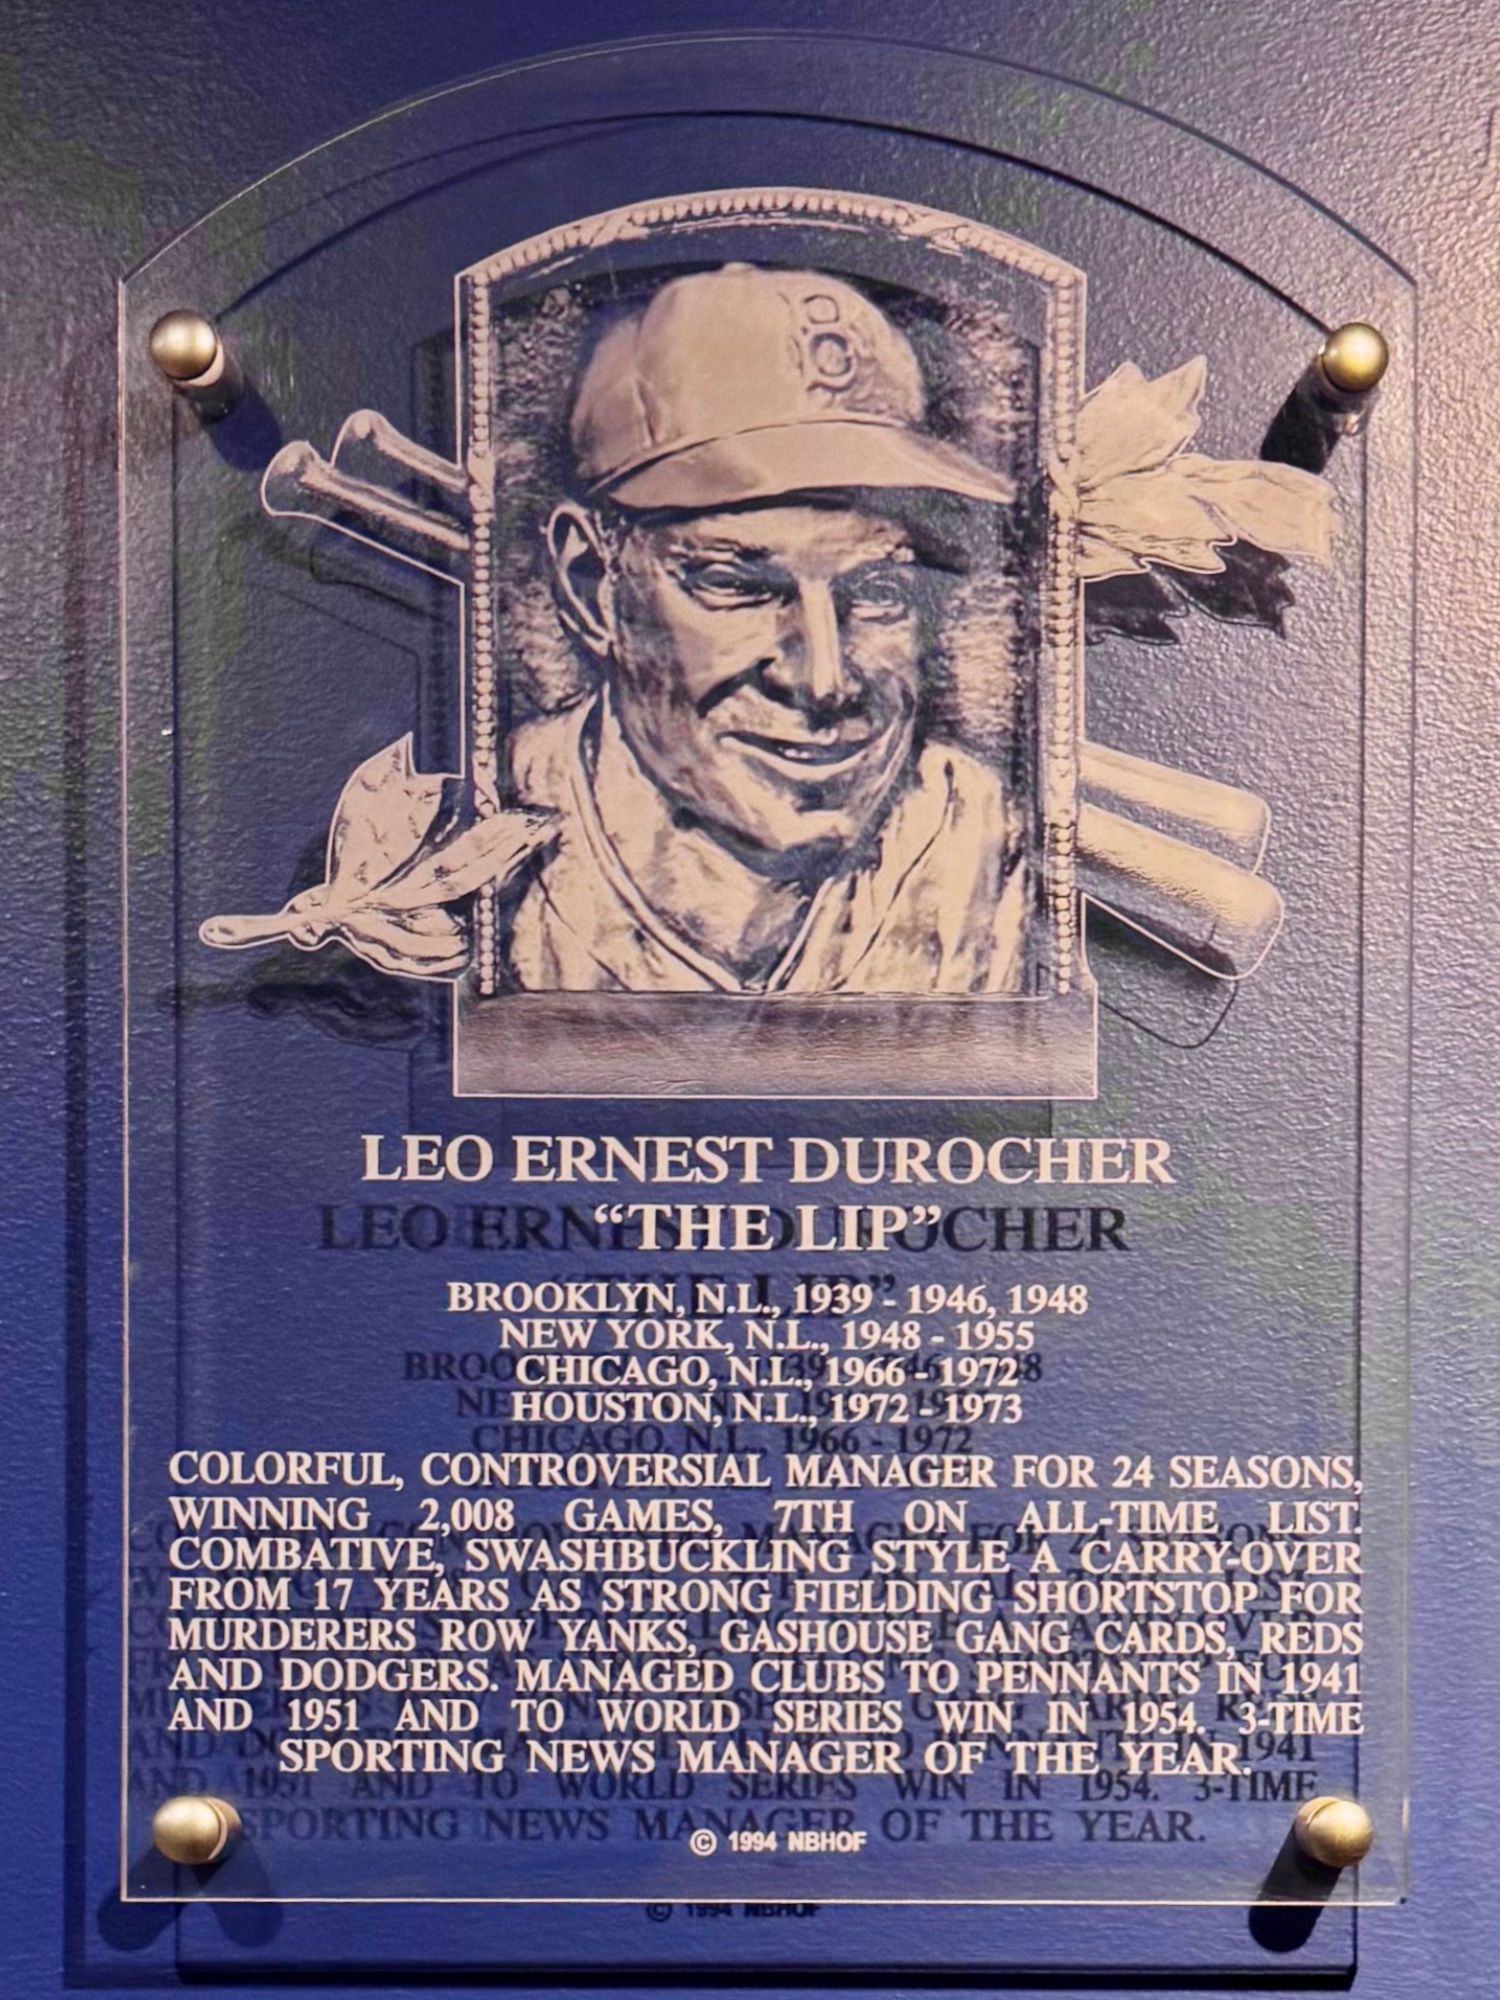 B
LEO ERNEST DUROCHER
“THE LIP”
BROOKLYN, N.L., 1939 - 1946, 1948
NEW YORK, N.L., 1948 - 1955
CHICAGO, N.L., 1966 - 1972
HOUSTON, N.L., 1972 - 1973
COLORFUL, CONTROVERSIAL MANAGER FOR 24 SEASONS,
WINNING 2,008 GAMES, 7TH ON ALL-TIME LIST.
COMBATIVE, SWASHBUCKLING STYLE A CARRY-OVER
FROM 17 YEARS AS STRONG FIELDING SHORTSTOP FOR
MURDERERS ROW YANKS, GASHOUSE GANG CARDS, REDS
AND DODGERS. MANAGED CLUBS TO PENNANTS IN 1941
AND 1951 AND TO WORLD SERIES WIN IN 1954. 3-TIME
SPORTING NEWS MANAGER OF THE YEAR.
© 1994 NBHOF